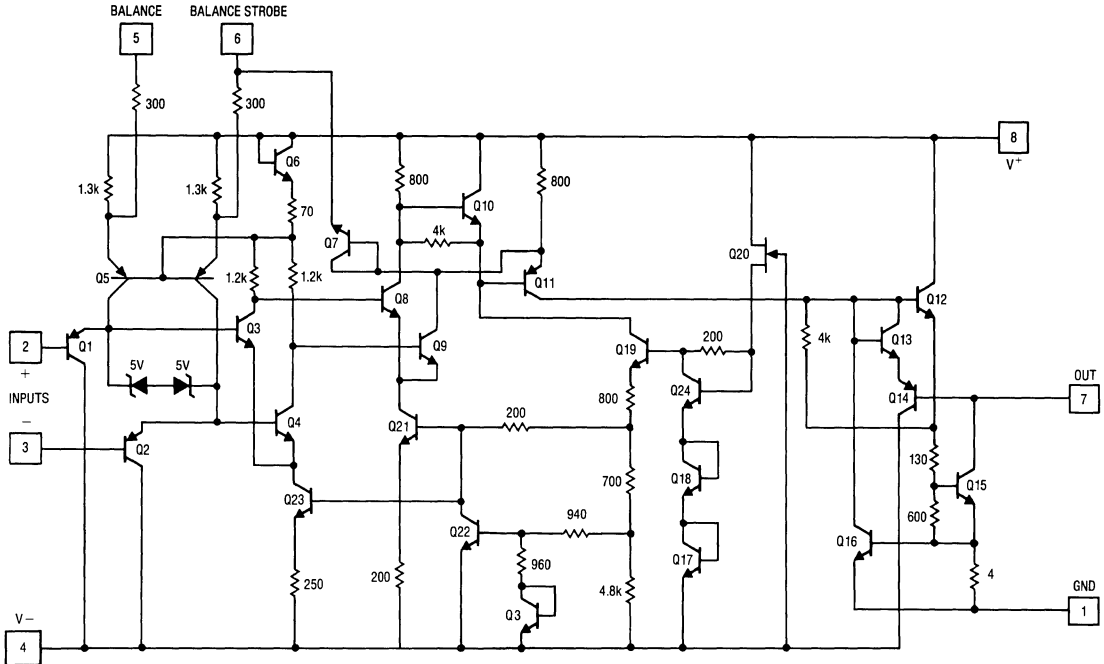 BALANCE
BALANCE STROBE
5
6
300
300
8
V+
Q6
1.3k
1.3k
70
800
Q10
800
4k
Q7
Q5
1.2k
1.2k
Q8
Q11
Q20
Q12
Q3
2
+
Q1
5V
5V
Q9
Q19
200
4k
Q13
INPUTS
−
3
Q2
Q4
Q21
200
800
Q24
Q14
OUT
7
130
Q15
Q23
Q22
940
700
Q18
600
Q16
250
200
960
Q3
4.8k
Q17
4
GND
1
V−
4